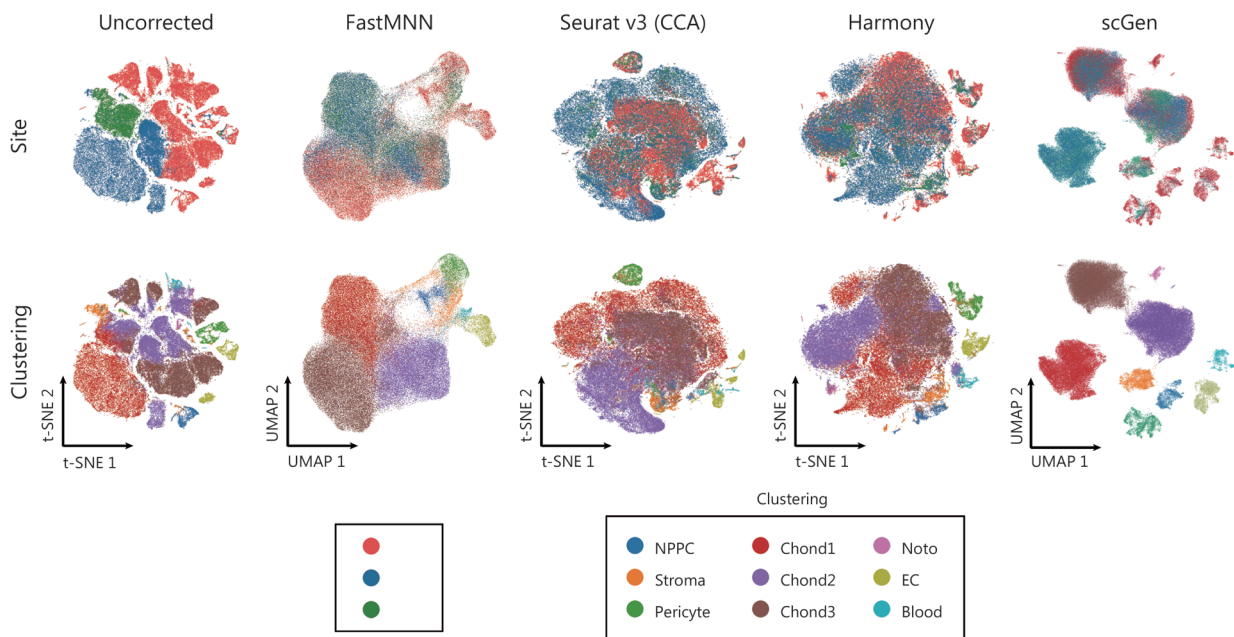 Uncorrected FastMNN Seurat v3 (CCA) Harmony scGen
Site
Clustering
t-SNE 2
t-SNE 1
UMAP 2
UMAP 1
t-SNE 2
t-SNE 1
t-SNE 2
t-SNE 1
UMAP 2
UMAP 1
Clustering
NPPC Chond1 Noto
Stroma Chond2 EC
Pericyte Chond3 Blood